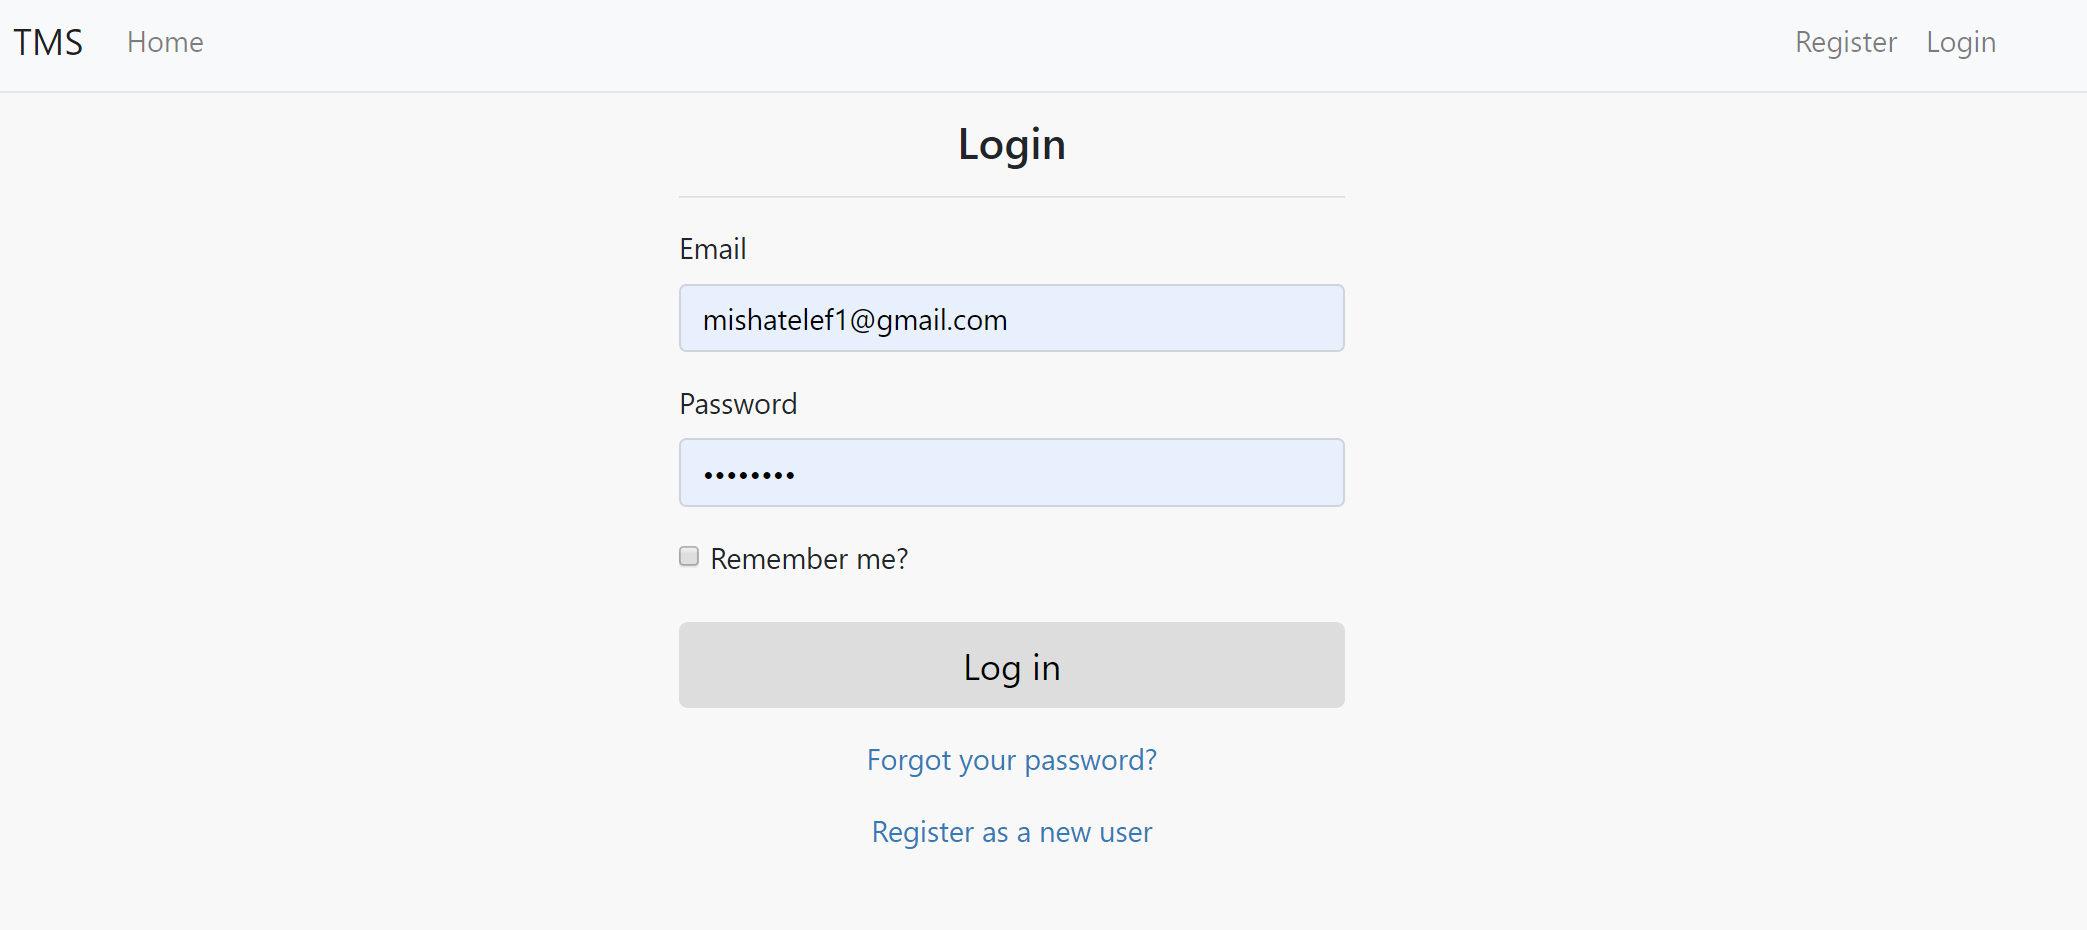 TMS Home Register Login
Login
Email
mishatelef1@gmail.com
Password
••••••••
Remember me?
Log in
Forgot your password?
Register as a new user